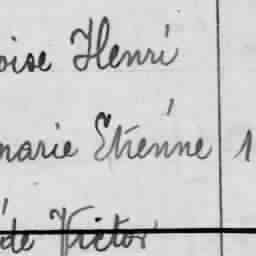 oise Henri
marie Etienne 1
de Victor